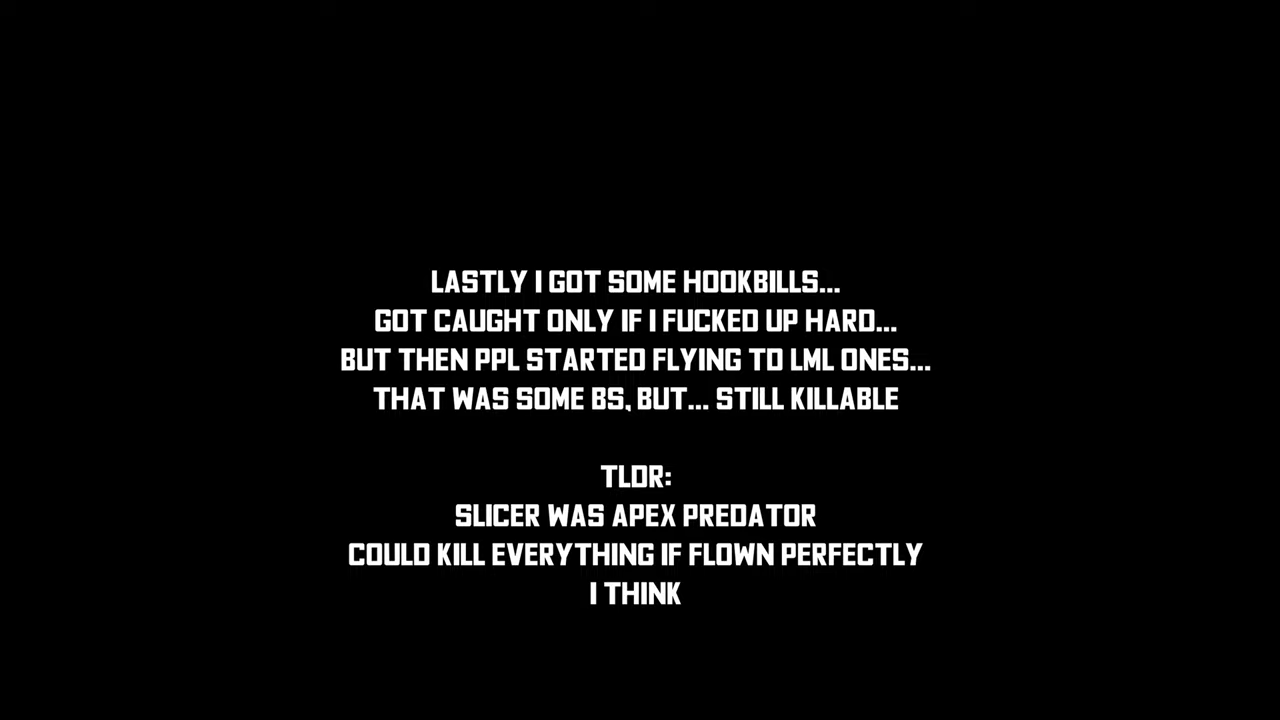 LASTLY I GOT SOME HOOKBILLS...
GOT CAUGHT ONLY IF I FUCKED UP HARD...
BUT THEN PPL STARTED FLYING TO LML ONES...
THAT WAS SOME BS, BUT... STILL KILLABLE
TLDR:
SLICER WAS APEX PREDATOR
COULD KILL EVERYTHING IF FLOWN PERFECTLY
I THINK